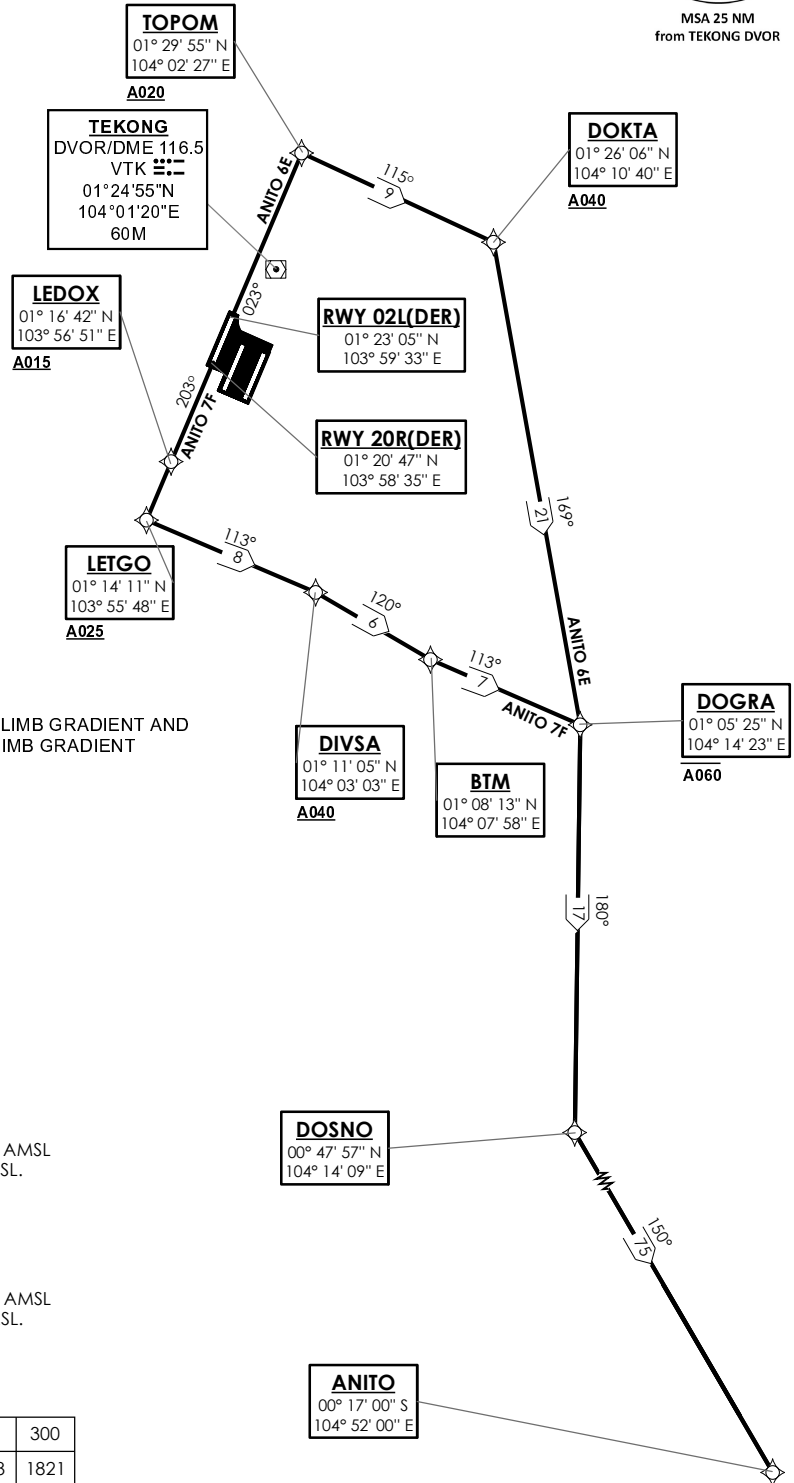 MSA 25 NM
from TEKONG DVOR
TOPOM
01° 29' 55" N
104° 02' 27" E
A020
TEKONG
DVOR/DME 116.5
VTK
01°24'55"N
104°01'20"E
60M
DOKTA
01° 26' 06" N
104° 10' 40" E
A040
ANITO 6E
115°
9
023°
LEDOX
01° 16' 42" N
103° 56' 51" E
A015
RWY 02L(DER)
01° 23' 05" N
103° 59' 33" E
203°
ANITO 7F
RWY 20R(DER)
01° 20' 47" N
103° 58' 35" E
169°
21
LETGO
01° 14' 11" N
103° 55' 48" E
A025
113°
8
120°
6
113°
7
ANITO 7F
ANITO 6E
LIMB GRADIENT AND
IMB GRADIENT
DIVSA
01° 11' 05" N
104° 03' 03" E
A040
BTM
01° 08' 13" N
104° 07' 58" E
DOGRA
01° 05' 25" N
104° 14' 23" E
A060
180°
17
DOSNO
00° 47' 57" N
104° 14' 09" E
AMSL
SL.
150°
75
AMSL
SL.
ANITO
00° 17' 00" S
104° 52' 00" E
300
3 1821